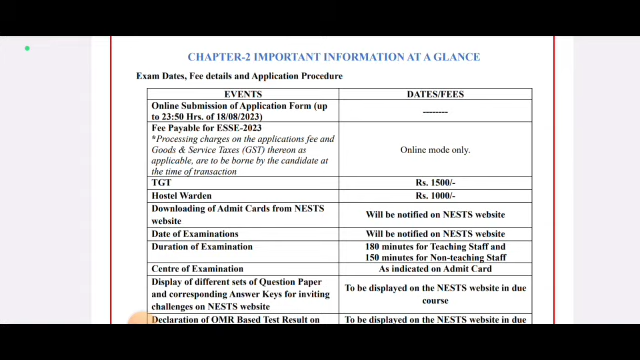 CHAPTER-2 IMPORTANT INFORMATION AT A GLANCE
Exam Dates, Fee details and Application Procedure
EVENTS DATES/FEES
Online Submission of Application Form (up
to 23:50 Hrs. of 18/08/2023) --------
Fee Payable for ESSE-2023
*Processing charges on the applications fee and
Goods & Service Taxes (GST) thereon as
applicable, are to be borne by the candidate at
the time of transaction
Online mode only.
TGT Rs. 1500/-
Hostel Warden Rs. 1000/-
Downloading of Admit Cards from NESTS
website
Will be notified on NESTS website
Date of Examinations Will be notified on NESTS website
Duration of Examination 180 minutes for Teaching Staff and
150 minutes for Non-teaching Staff
Centre of Examination As indicated on Admit Card
Display of different sets of Question Paper
and corresponding Answer Keys for inviting
challenges on NESTS website
To be displayed on the NESTS website in due
course
Declaration of OMR Based Test Result on To be displayed on the NESTS website in due